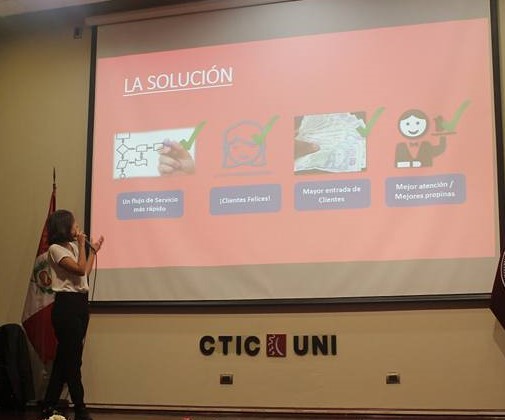 LA SOLUCIÓN
Un flujo de Servicio
más rápido
¡Clientes Felices!
Mayor entrada de
Clientes
Mejor atención /
Mejores propinas
CTIC UNI